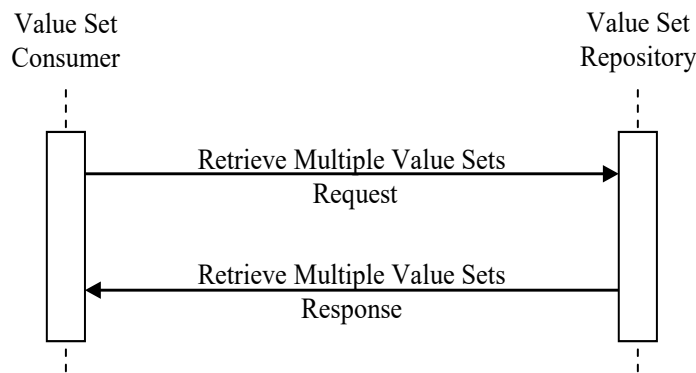 Value Set
Consumer
Value Set
Repository
Retrieve Multiple Value Sets
Request
Retrieve Multiple Value Sets
Response